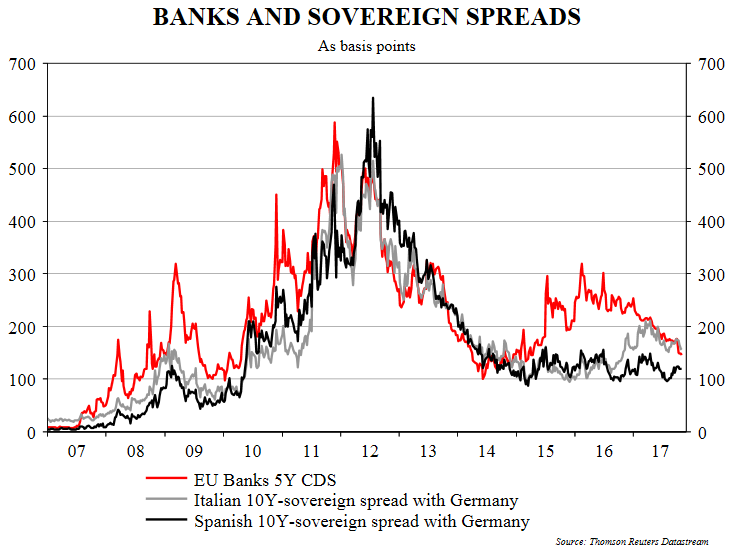 BANKS AND SOVEREIGN SPREADS
As basis points
700 700
600 600
500 500
400 400
300 300
200 200
100 100
0 0
07 08 09 10 11 12 13 14 15 16 17
EU Banks 5Y CDS
Italian 10Y-sovereign spread with Germany
Spanish 10Y-sovereign spread with Germany
Source: Thomson Reuters Datastream